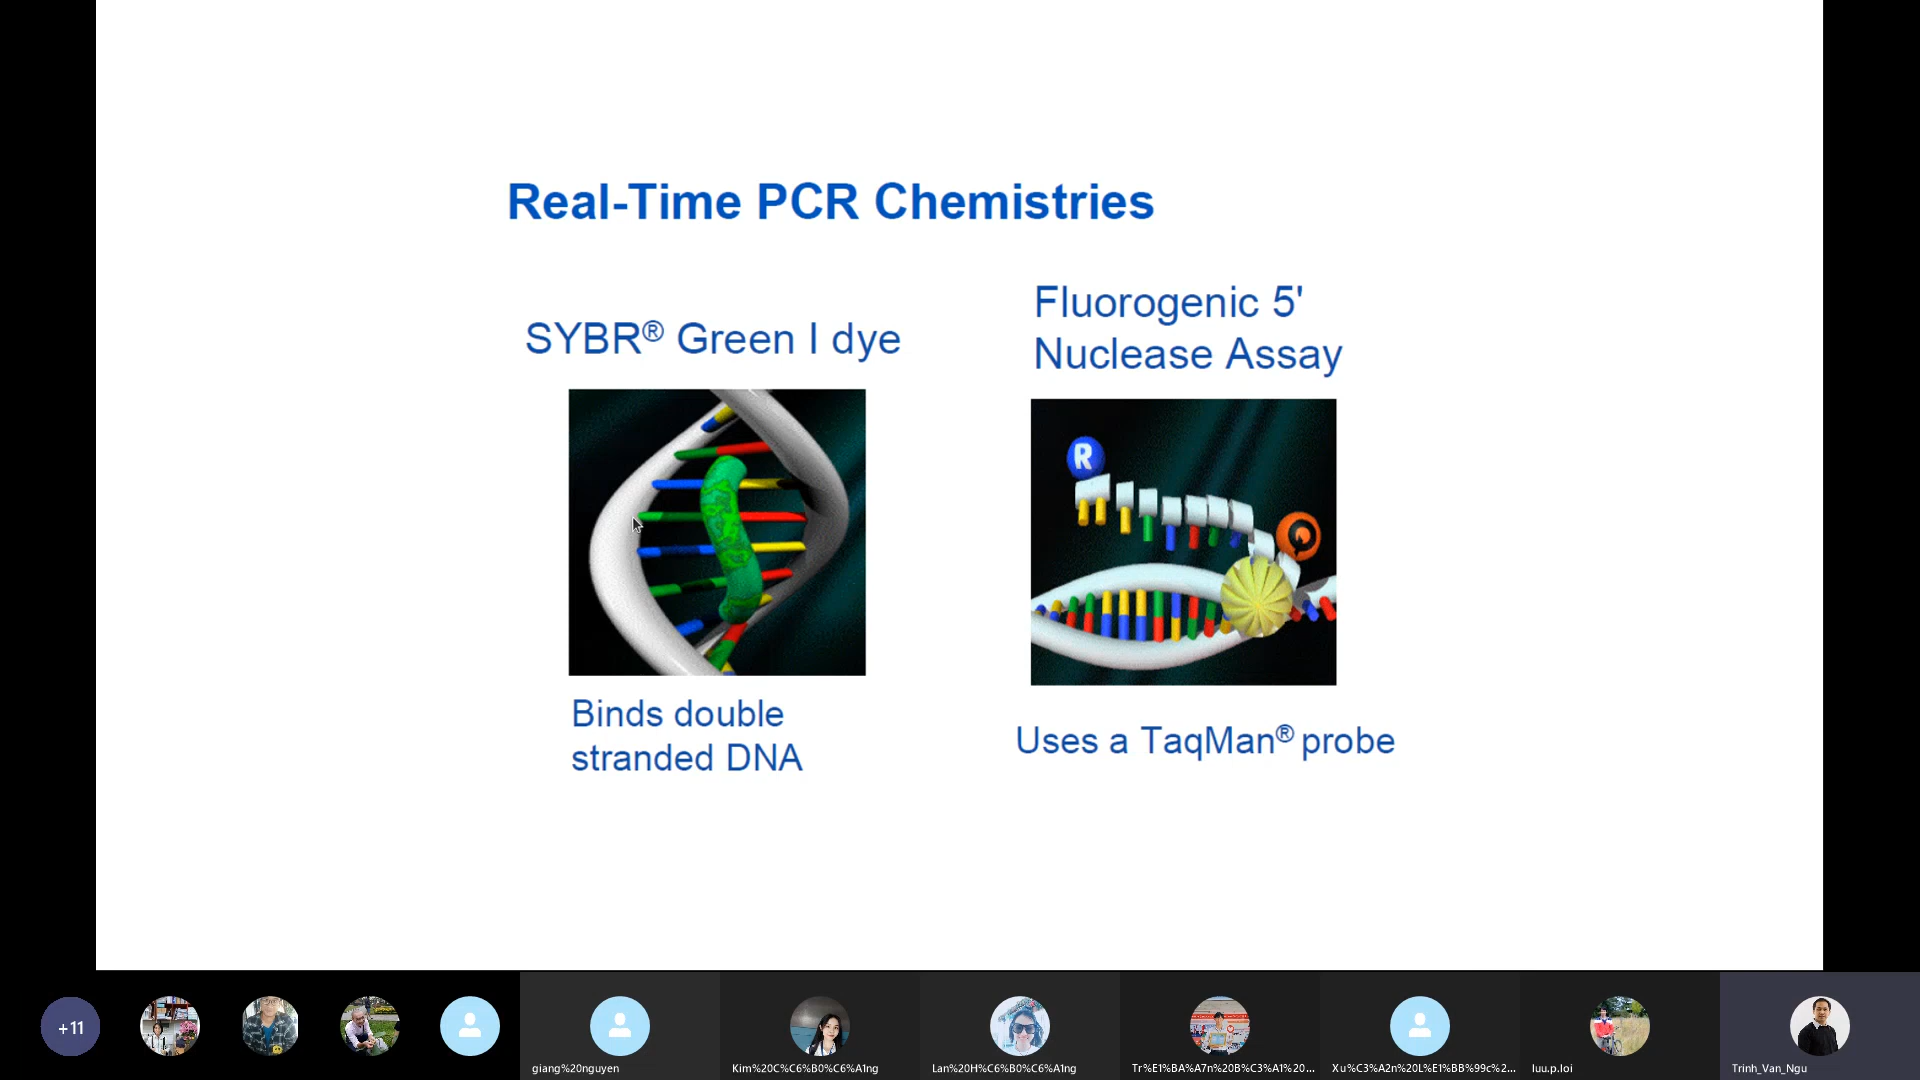 Real-Time PCR Chemistries
SYBR® Green I dye
Fluorogenic 5'
Nuclease Assay
R
Q
Binds double
stranded DNA
Uses a TaqMan® probe
+11
giang%20nguyen
Kim%20C%C6%B0%C6%A1ng
Lan%20H%C6%B0%C6%A1ng
Tr%E1%BA%A7n%20B%C3%A1%20...
Xu%C3%A2n%20L%E1%BB%99c%2...
luu.p.loi
Trinh_Van_Ngu